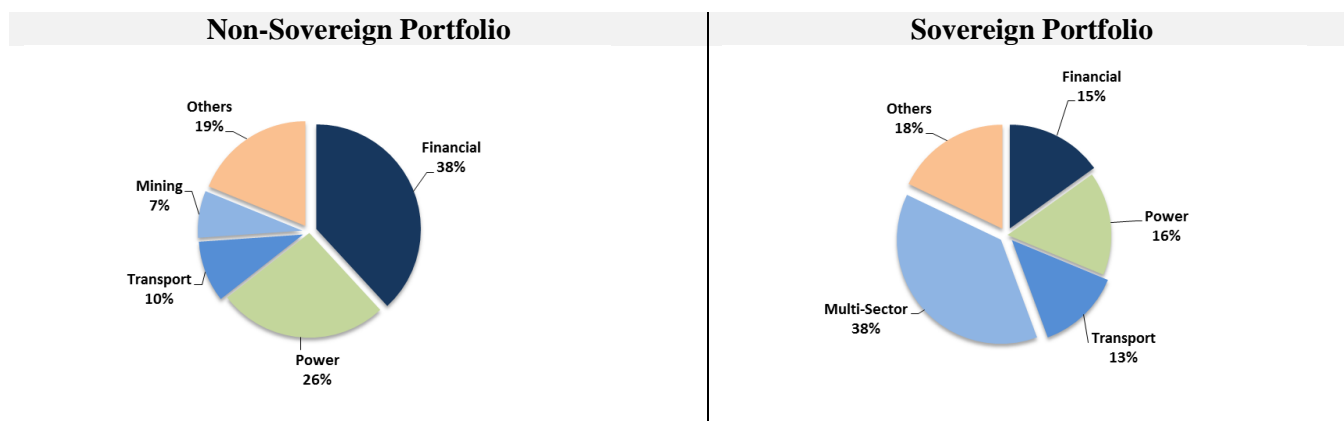 Non-Sovereign Portfolio
Others
19%
Financial
38%
Mining
7%
Transport
10%
Power
26%
Sovereign Portfolio
Financial
15%
Others
18%
Power
16%
Multi-Sector
38%
Transport
13%